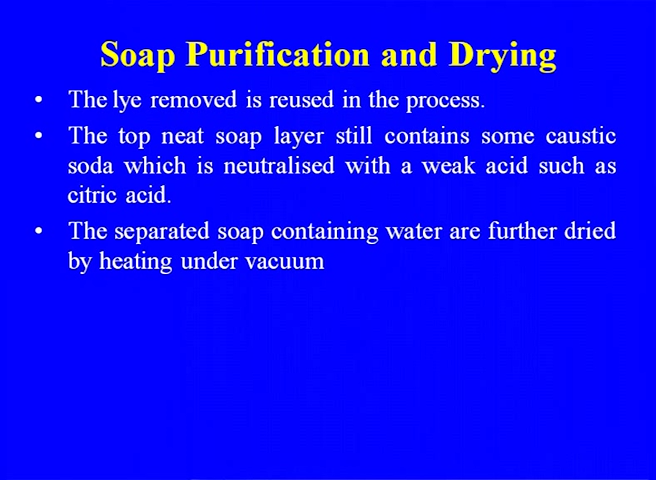 Soap Purification and Drying
• The lye removed is reused in the process.
• The top neat soap layer still contains some caustic
soda which is neutralised with a weak acid such as
citric acid.
• The separated soap containing water are further dried
by heating under vacuum